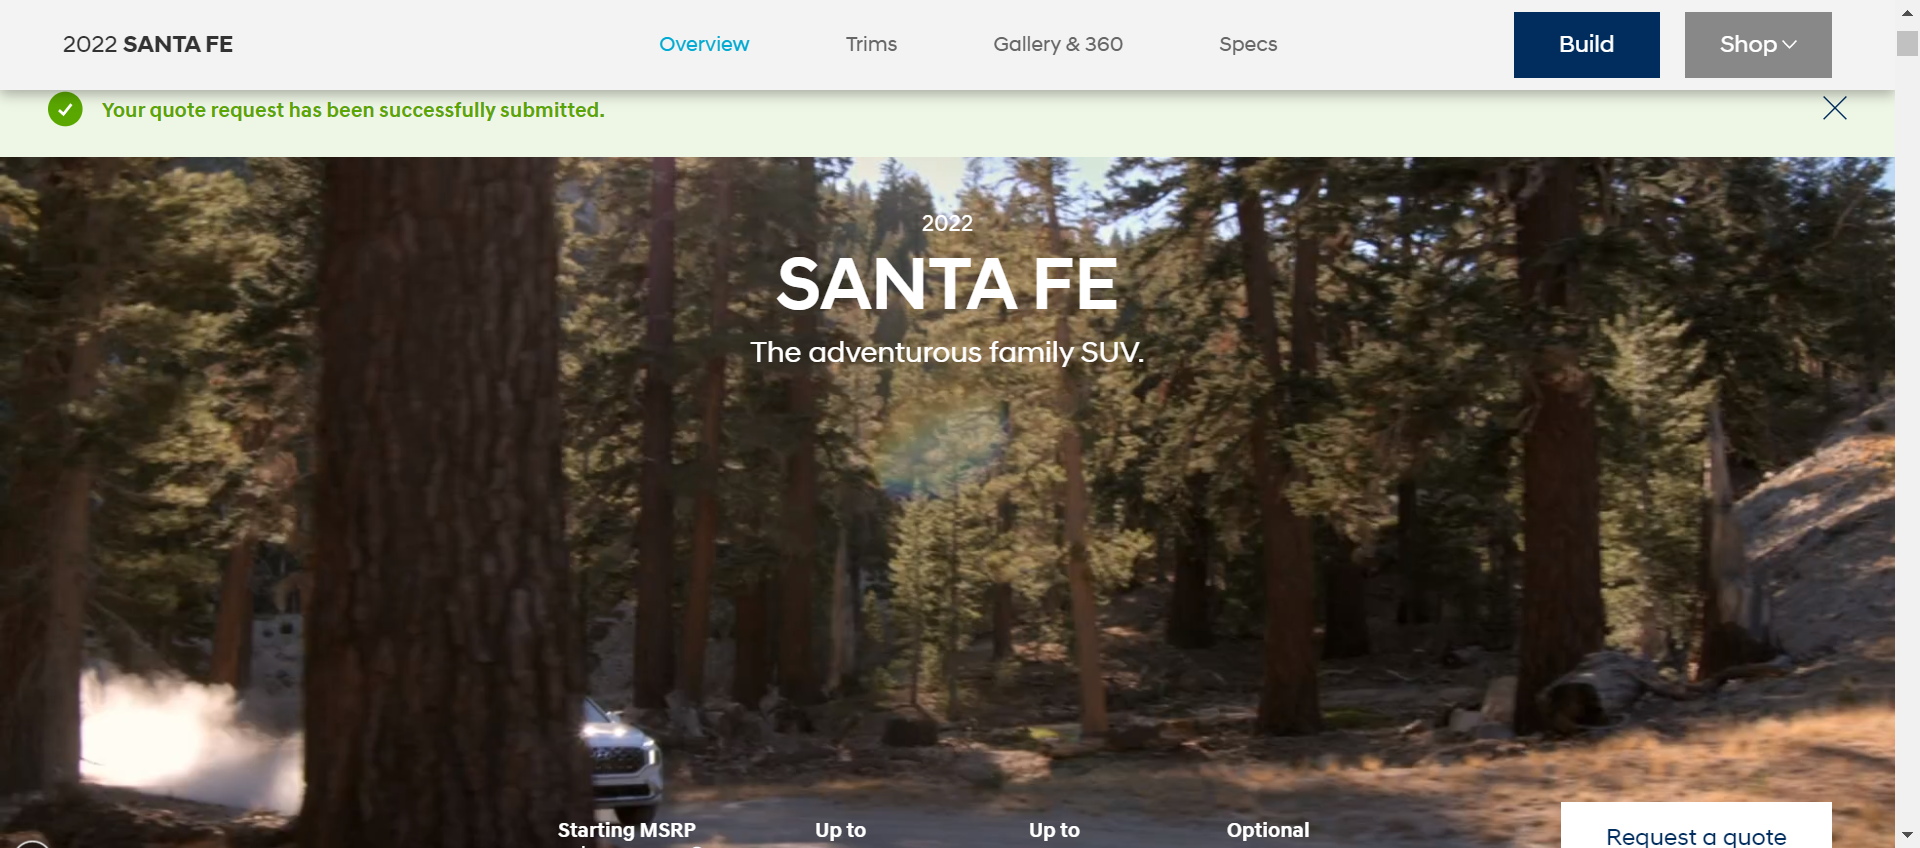 2022 SANTA FE
Overview
Trims
Gallery & 360
Specs
Build
Shop
Your quote request has been successfully submitted.
2022
SANTA FE
The adventurous family SUV.
Starting MSRP
Up to
Up to
Optional
Request a quote